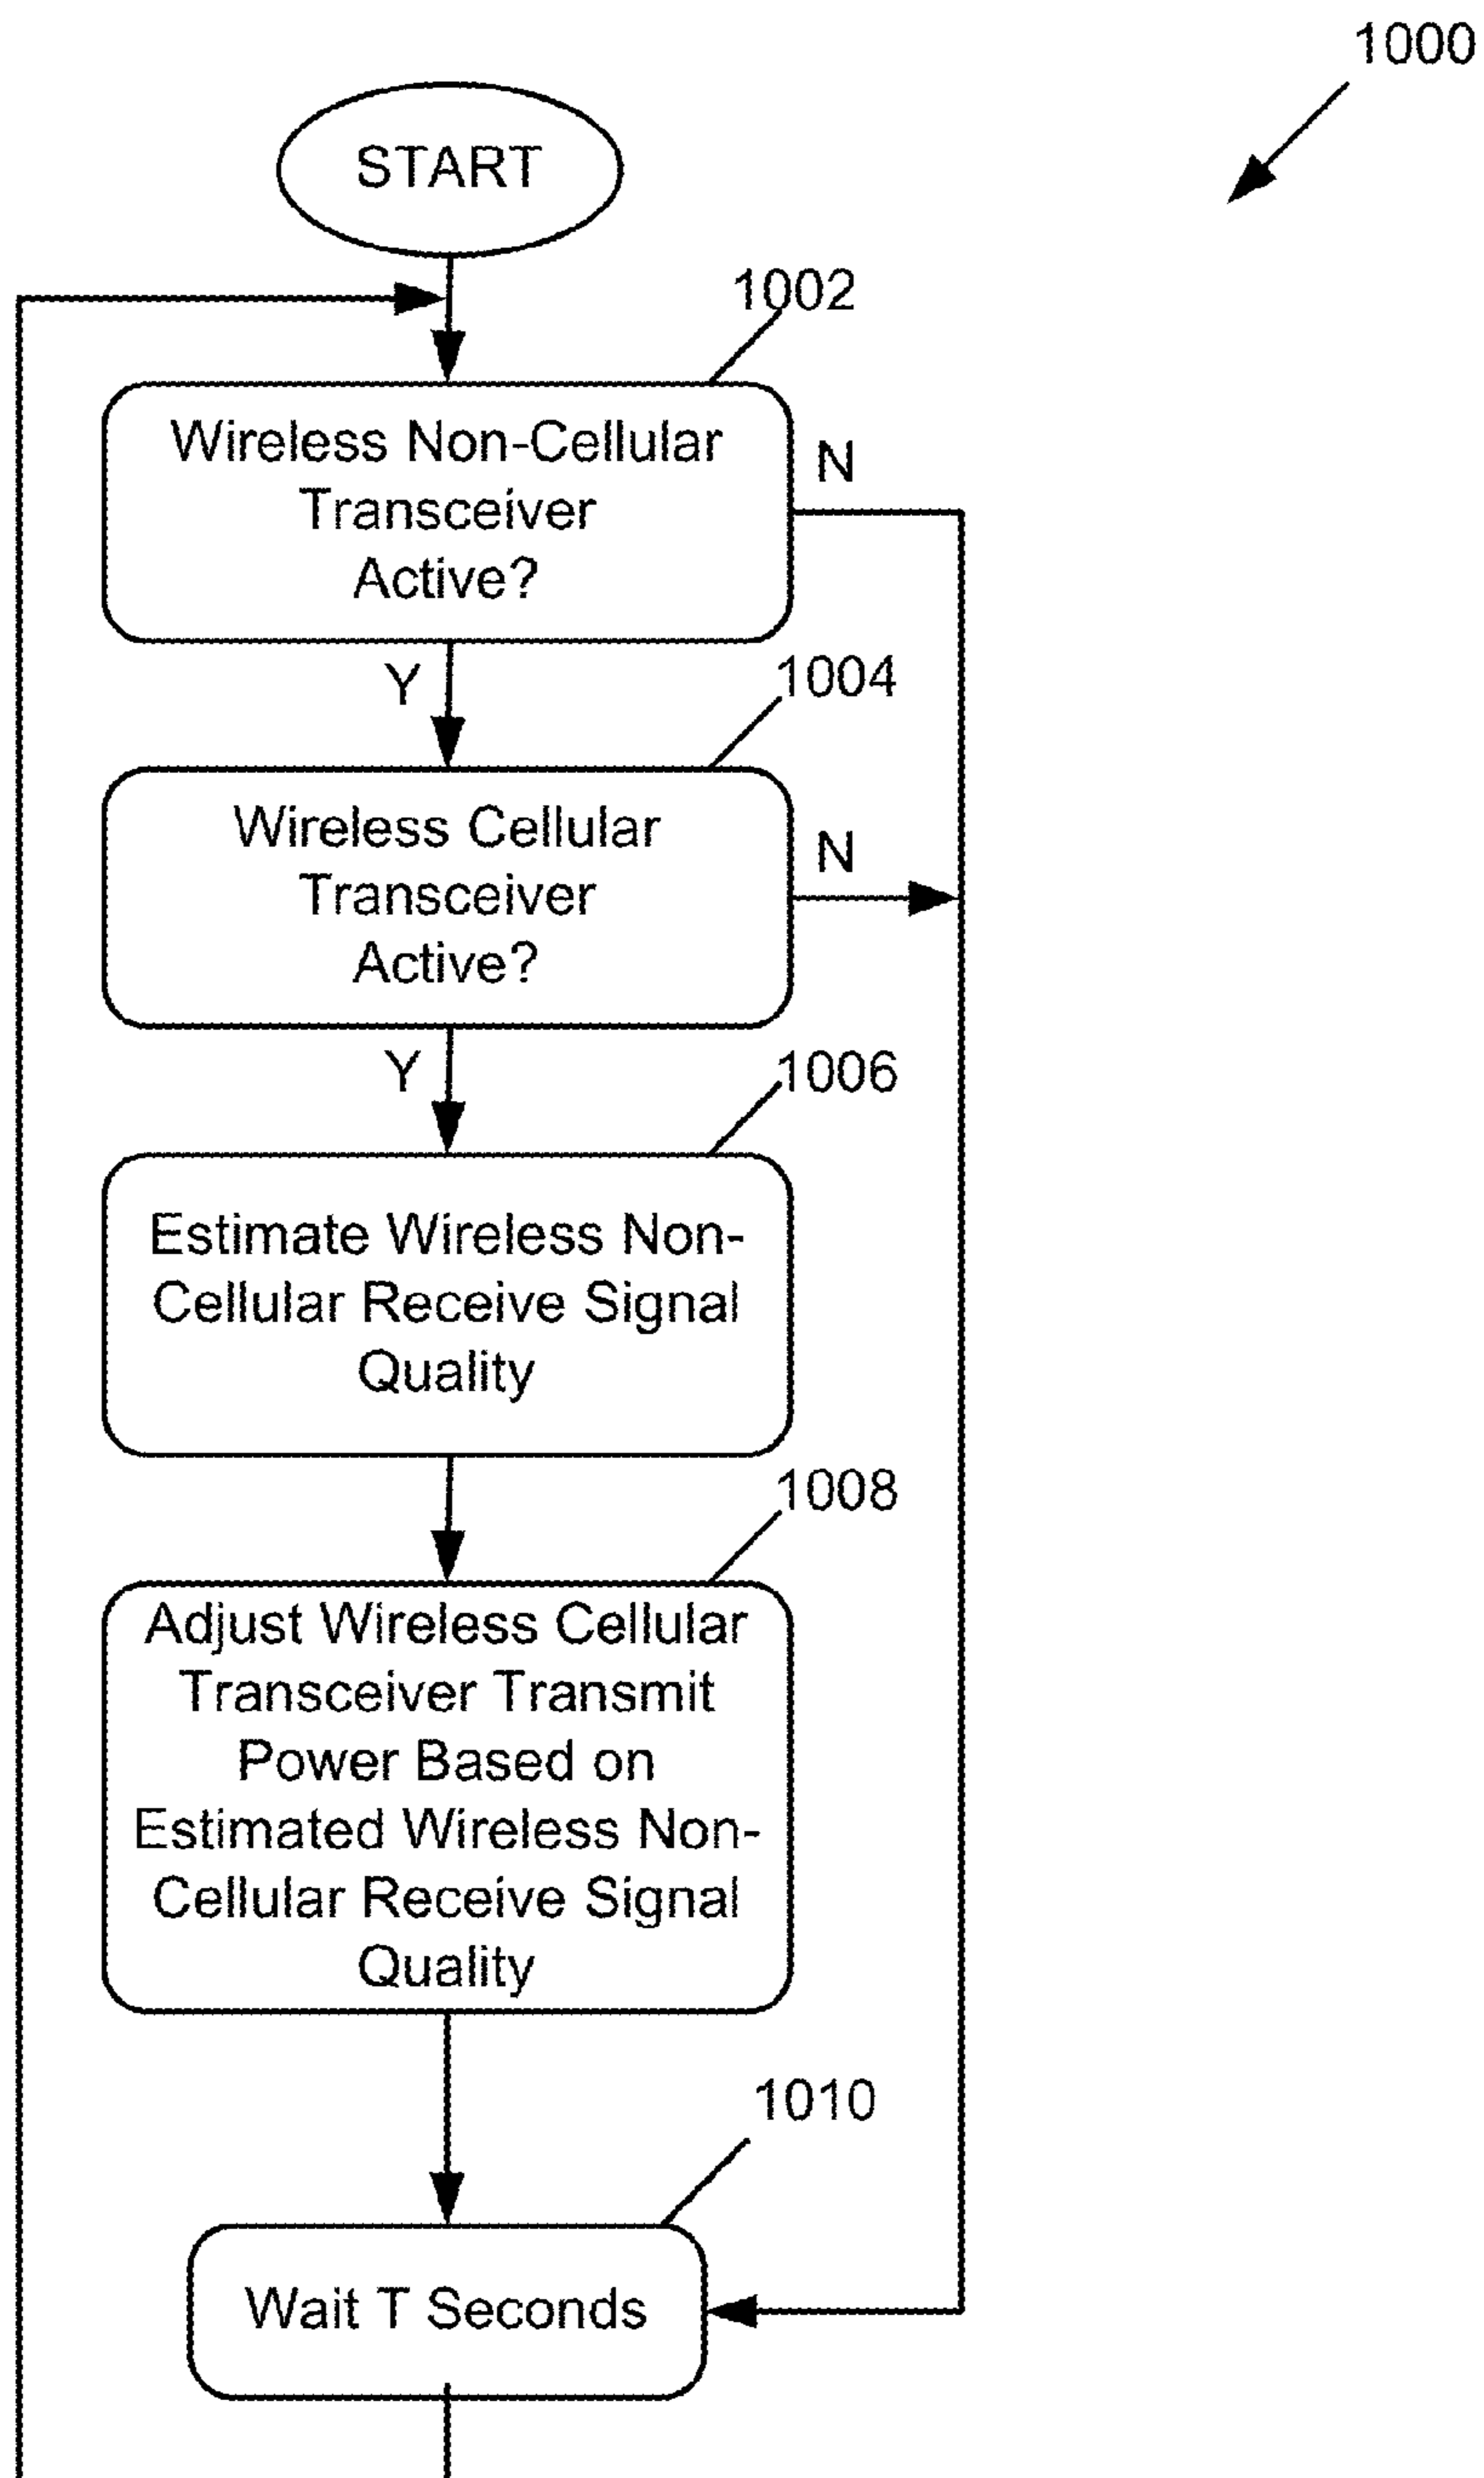 1000
START
1002
Wireless Non-Cellular
Transceiver
Active?
N
Y
1004
Wireless Cellular
Transceiver
Active?
N
Y
1006
Estimate Wireless Non-
Cellular Receive Signal
Quality
1008
Adjust Wireless Cellular
Transceiver Transmit
Power Based on
Estimated Wireless Non-
Cellular Receive Signal
Quality
1010
Wait T Seconds